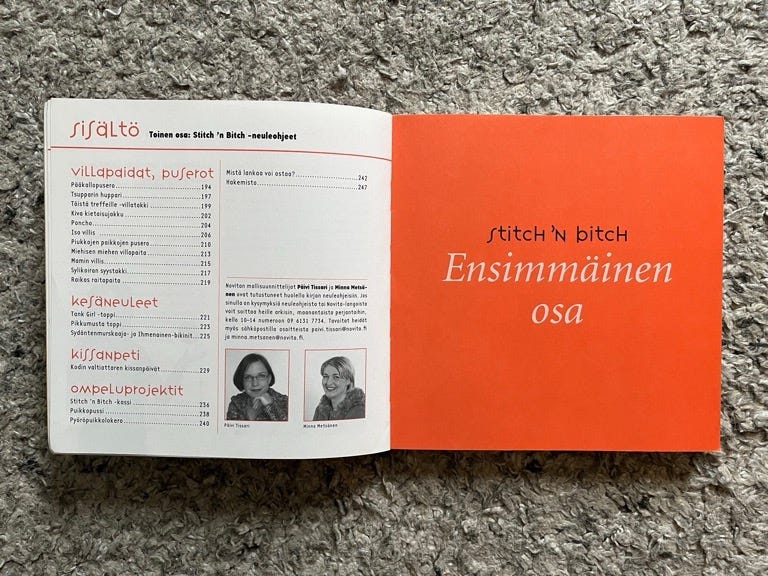 sisältö Toinen osa: Stitch 'n Bitch -neuleohjeet
villapaidat, puserot
Pääkallopusero 194
Tsupparin huppari 197
Töistä treffeille -villatakki 199
Kiva kietaisujakku 202
Poncho 204
Iso villis 206
Piukkojen paikkojen pusero 210
Miehisen miehen villapaita 213
Mamin villis 215
Sylikoiran syystakki 217
Raikas raitapaita 219
kesäneuleet
Tank Girl -toppi 221
Pikkumusta toppi 223
Sydäntenmurskaaja- ja Ihmenainen-bikinit 225
kissanpeti
Kodin valtiattaren kissanpäivät 229
ompeluprojektit
Stitch 'n Bitch -kassi 236
Puikkopussi 238
Pyöröpuikkolokero 240
Mistä lankaa voi ostaa? 242
Hakemisto 247
Novitan mallisuunnittelijat Päivi Tissari ja Minna Metsä-
nen ovat tutustuneet huolella kirjan neuleohjeisiin. Jos
sinulla on kysymyksiä neuleohjeista tai Novita-langoista
voit soittaa heille arkisin, maanantaista perjantaihin,
kello 10–14 numeroon 09 6131 7734. Tavoitat heidät
myös sähköpostilla osoitteista paivi.tissari@novita.fi
ja minna.metsanen@novita.fi.
Päivi Tissari
Minna Metsänen
stitch 'n bitch
Ensimmäinen
osa